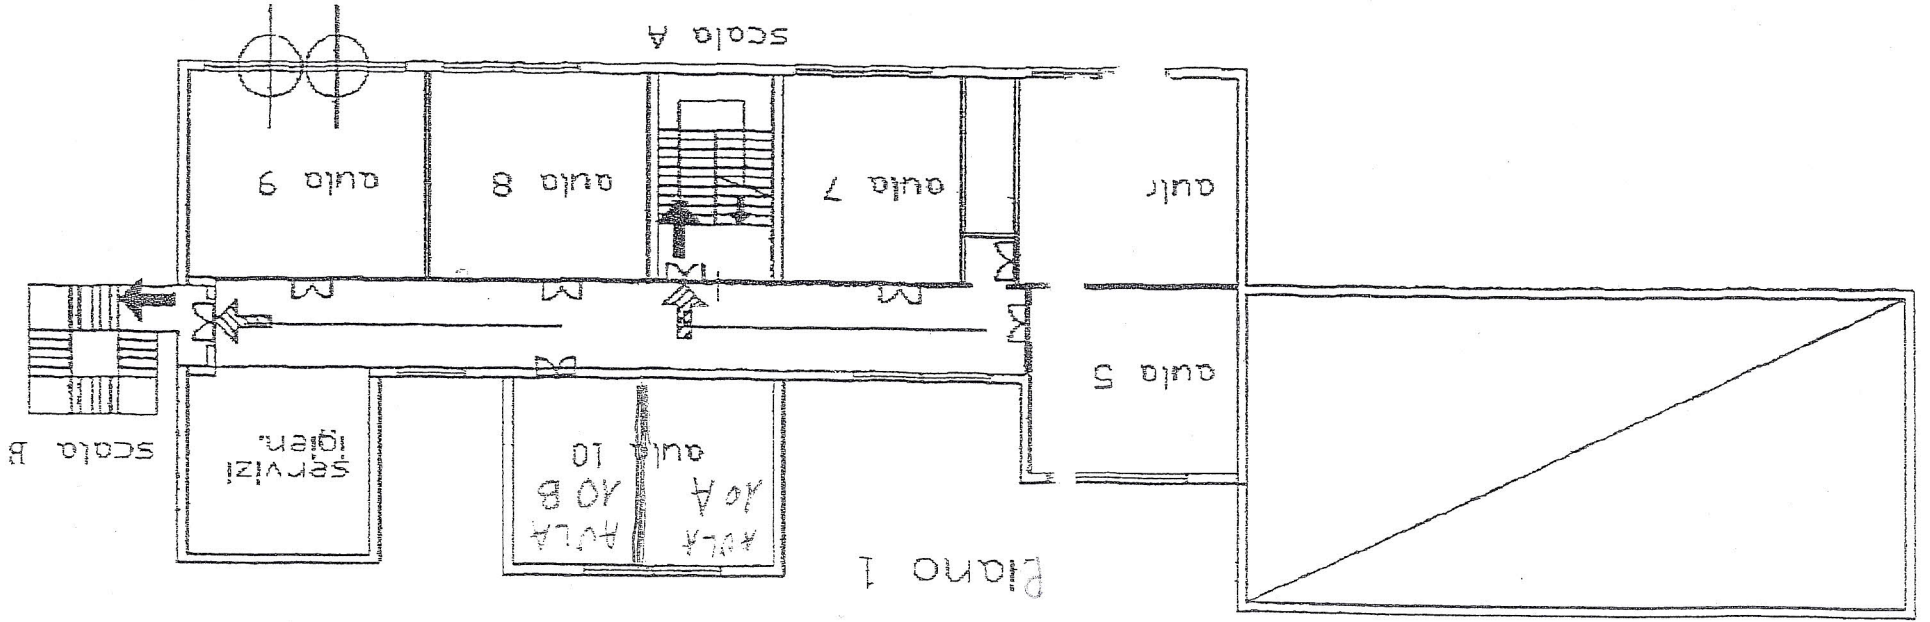 Piano 1
AULA
10 A
AULA
10 B
aula 10
servizi
igien.
scala B
aula 5
aula 7
aula 8
aula 9
scala A